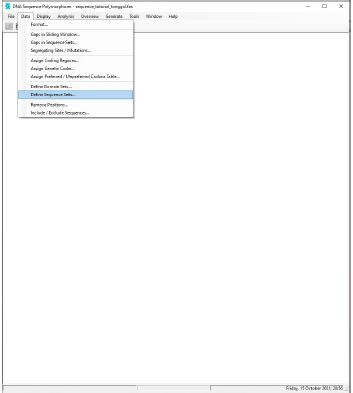 DNA Sequence Polymorphism - sequence_tutorial_tonggol.fas
File Data Display Analysis Overview Generate Tools Window Help
Format...
Gaps in Sliding Window...
Gaps in Sequence Sets...
Segregating Sites / Mutations...
Assign Coding Regions...
Assign Genetic Code...
Assign Preferred / Unpreferred Codons Table...
Define Domain Sets...
Define Sequence Sets...
Remove Positions...
Include / Exclude Sequences...
Friday, 15 October 2021, 20:55